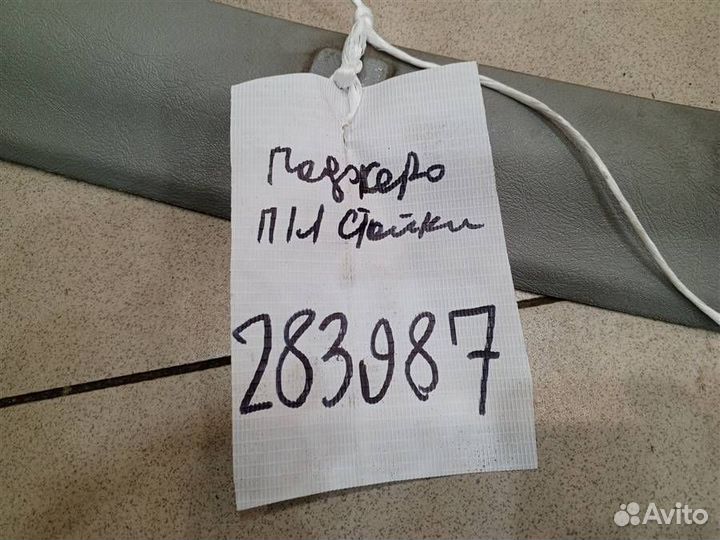 Паджеро
П/Л Стойки
283987
Avito